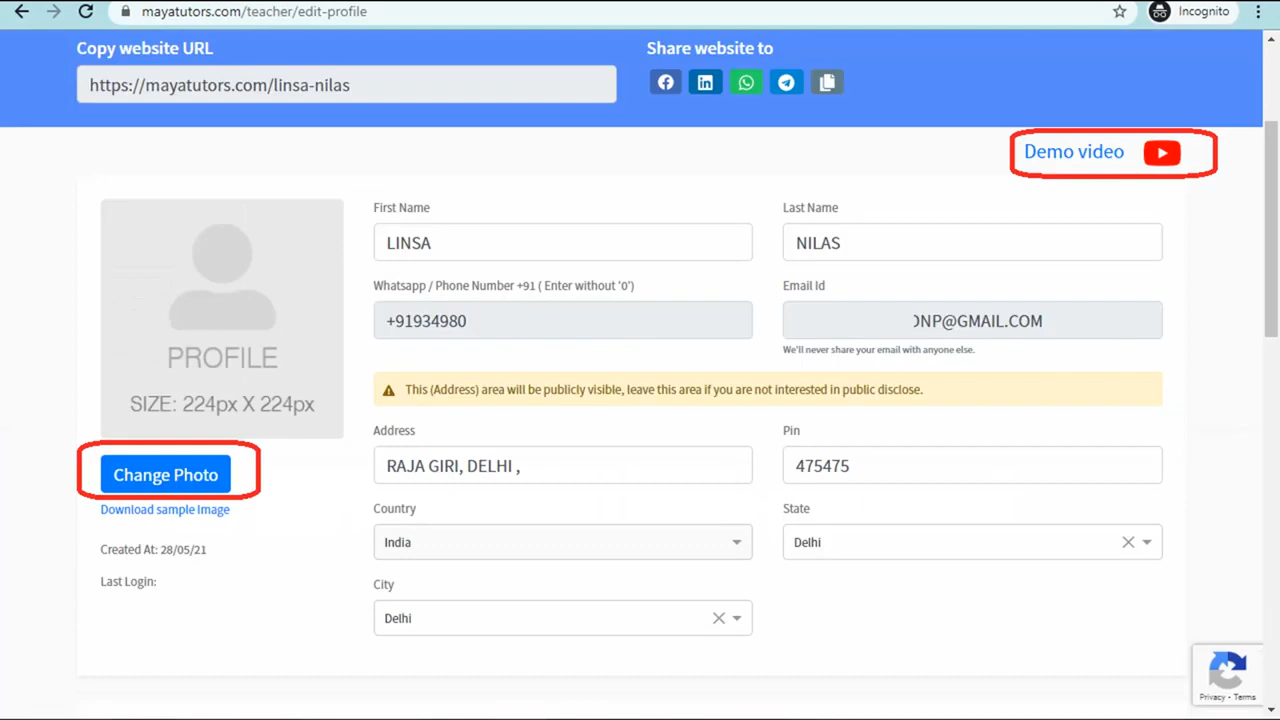 mayatutors.com/teacher/edit-profile
Incognito
Copy website URL
Share website to
https://mayatutors.com/linsa-nilas
Demo video
PROFILE
SIZE: 224px X 224px
Change Photo
Download sample Image
Created At: 28/05/21
Last Login:
First Name
Last Name
LINSA
NILAS
Whatsapp / Phone Number +91 ( Enter without '0')
Email Id
+91934980
NP@GMAIL.COM
We'll never share your email with anyone else.
This (Address) area will be publicly visible, leave this area if you are not interested in public disclose.
Address
Pin
RAJA GIRI, DELHI ,
475475
Country
State
India
Delhi
City
Delhi
Privacy - Terms